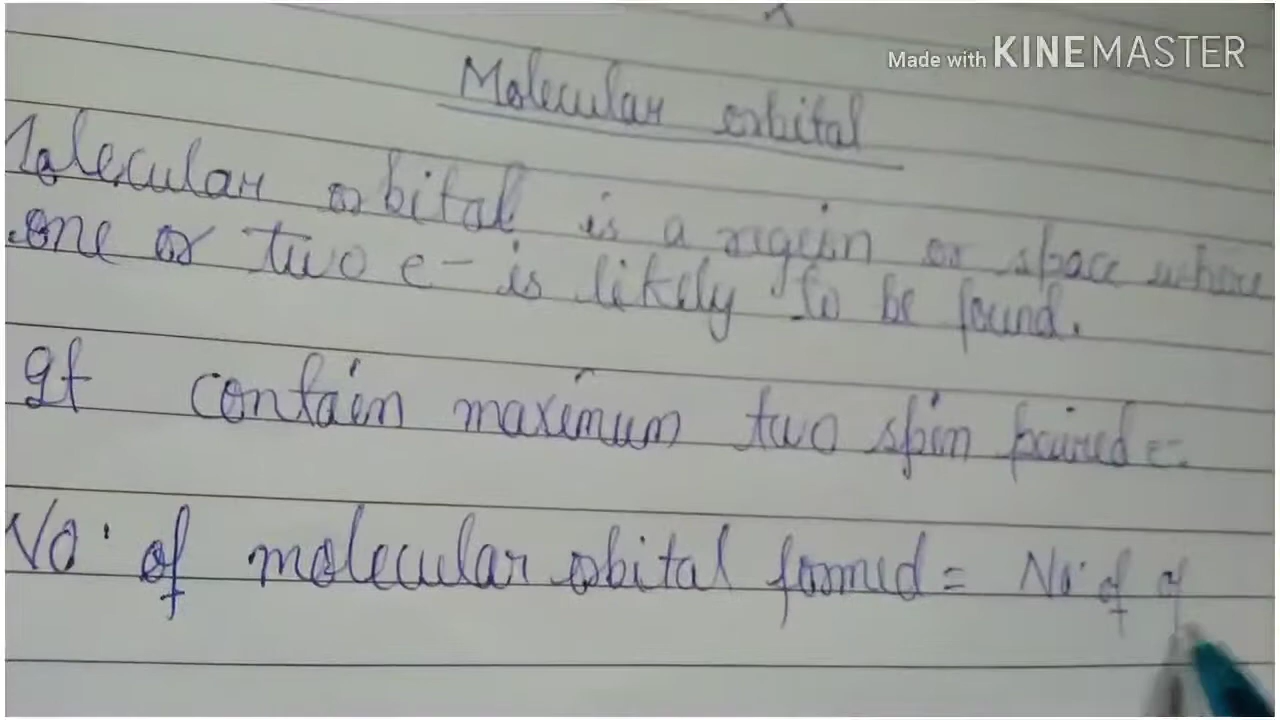 Made with KINEMASTER
Molecular orbital
Molecular orbital is a region or space where
one or two e- is likely to be found.
It contain maximum two spin paired e-.
No. of molecular orbital formed = No. of of